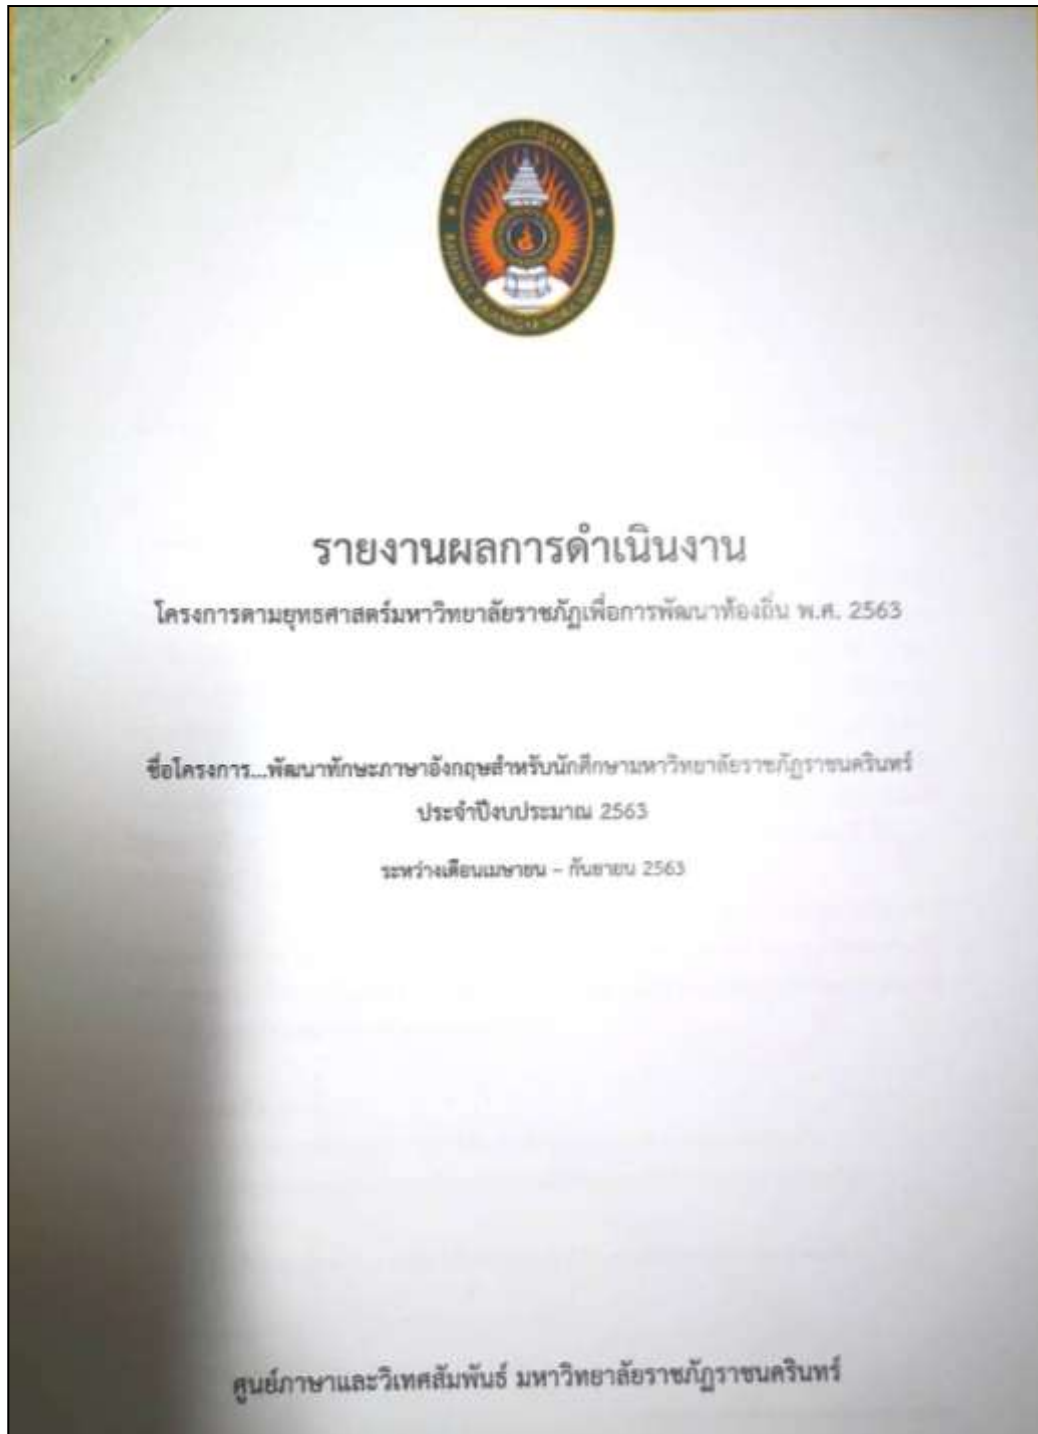 รายงานผลการดำเนินงาน
โครงการตามยุทธศาสตร์มหาวิทยาลัยราชภัฏเพื่อการพัฒนาท้องถิ่น พ.ศ. 2563
ชื่อโครงการ...พัฒนาทักษะภาษาอังกฤษสำหรับนักศึกษามหาวิทยาลัยราชภัฏราชนครินทร์
ประจำปีงบประมาณ 2563
ระหว่างเดือนเมษายน – กันยายน 2563
ศูนย์ภาษาและวิเทศสัมพันธ์ มหาวิทยาลัยราชภัฏราชนครินทร์